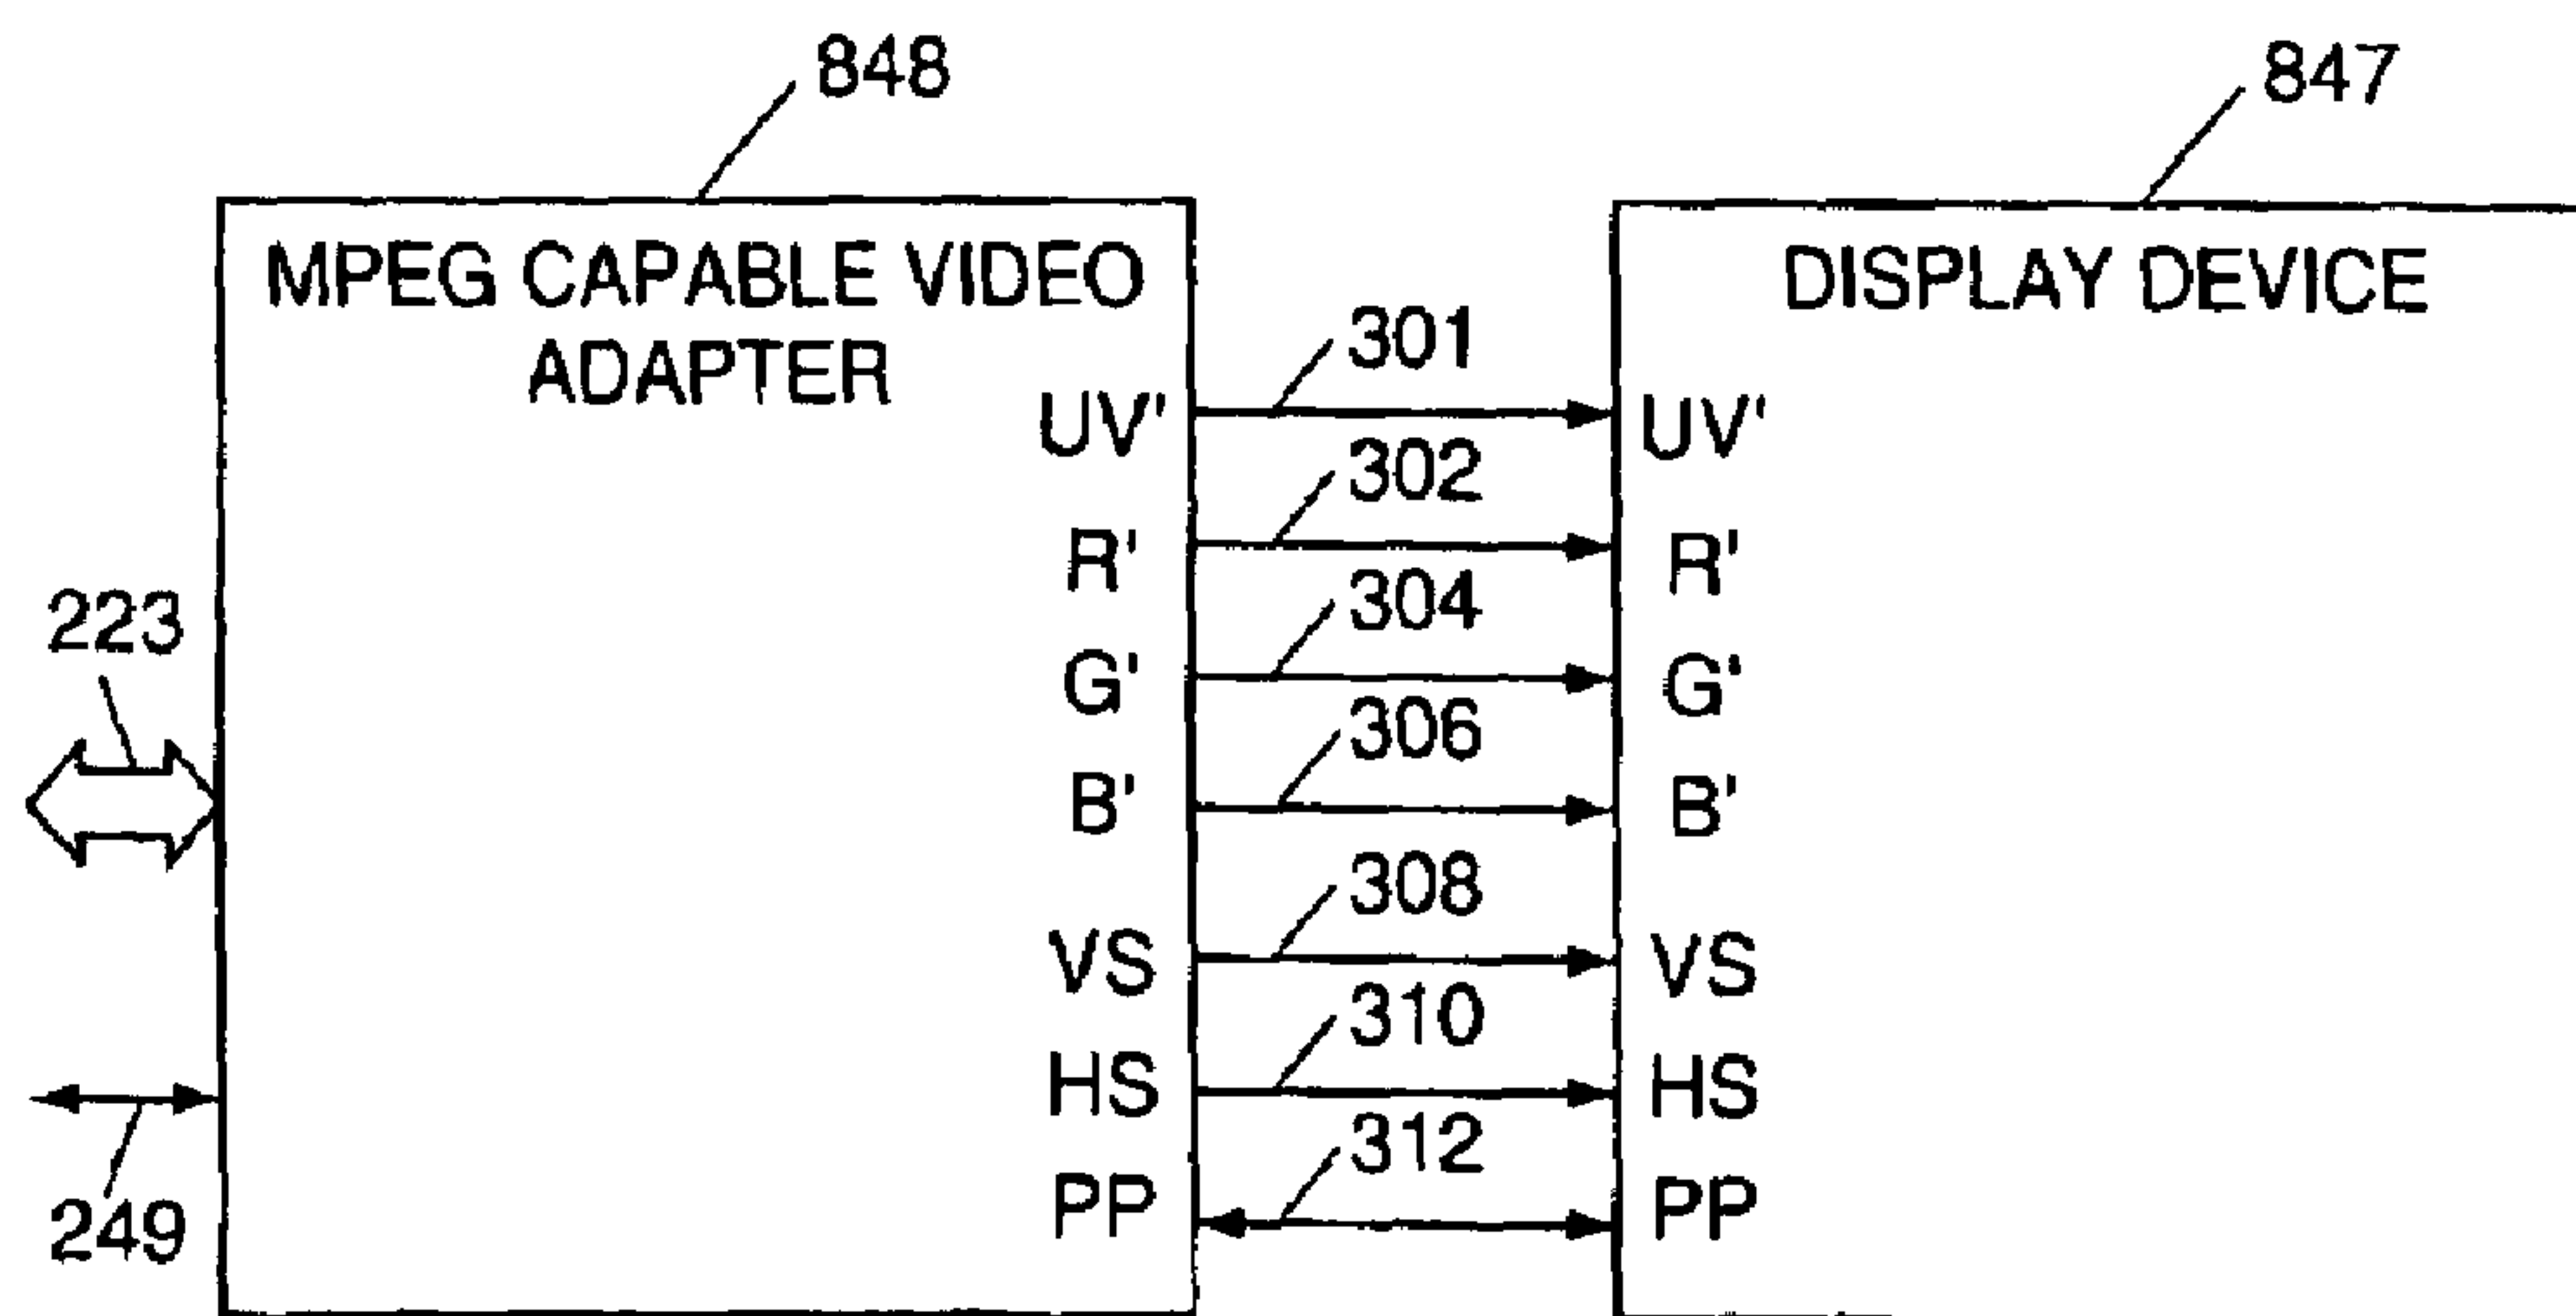 848
847
MPEG CAPABLE VIDEO
ADAPTER
DISPLAY DEVICE
301
UV'
UV'
302
R'
R'
223
304
G'
G'
306
B'
B'
308
VS
VS
310
HS
HS
312
249
PP
PP